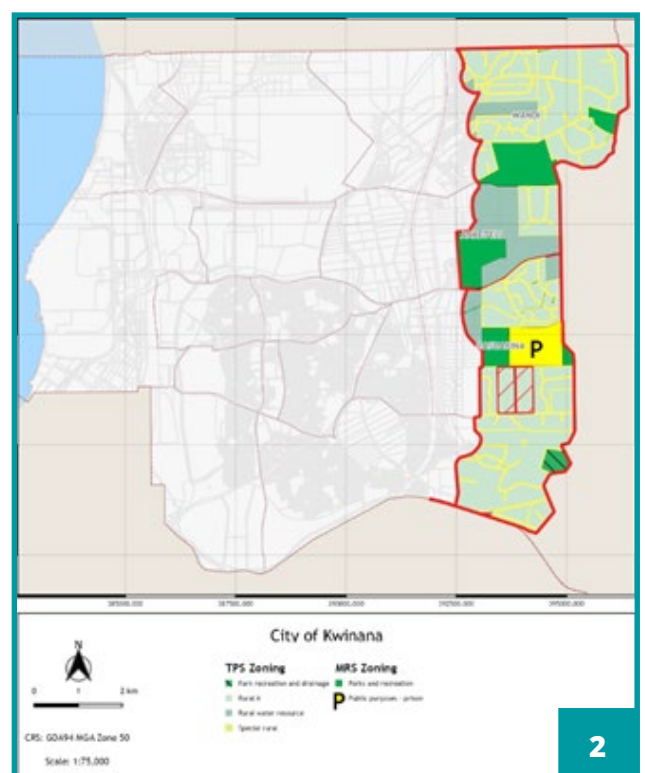 WANDI
P
385000.000 387500.000 390000.000 392500.000 395000.000
City of Kwinana
N
0 1 2 km
CRS: GDA94 MGA Zone 50
Scale: 1:75,000
TPS Zoning
Park recreation and drainage
Rural A
Rural water resource
Special rural
MRS Zoning
Parks and recreation
P Public purposes - prison
2